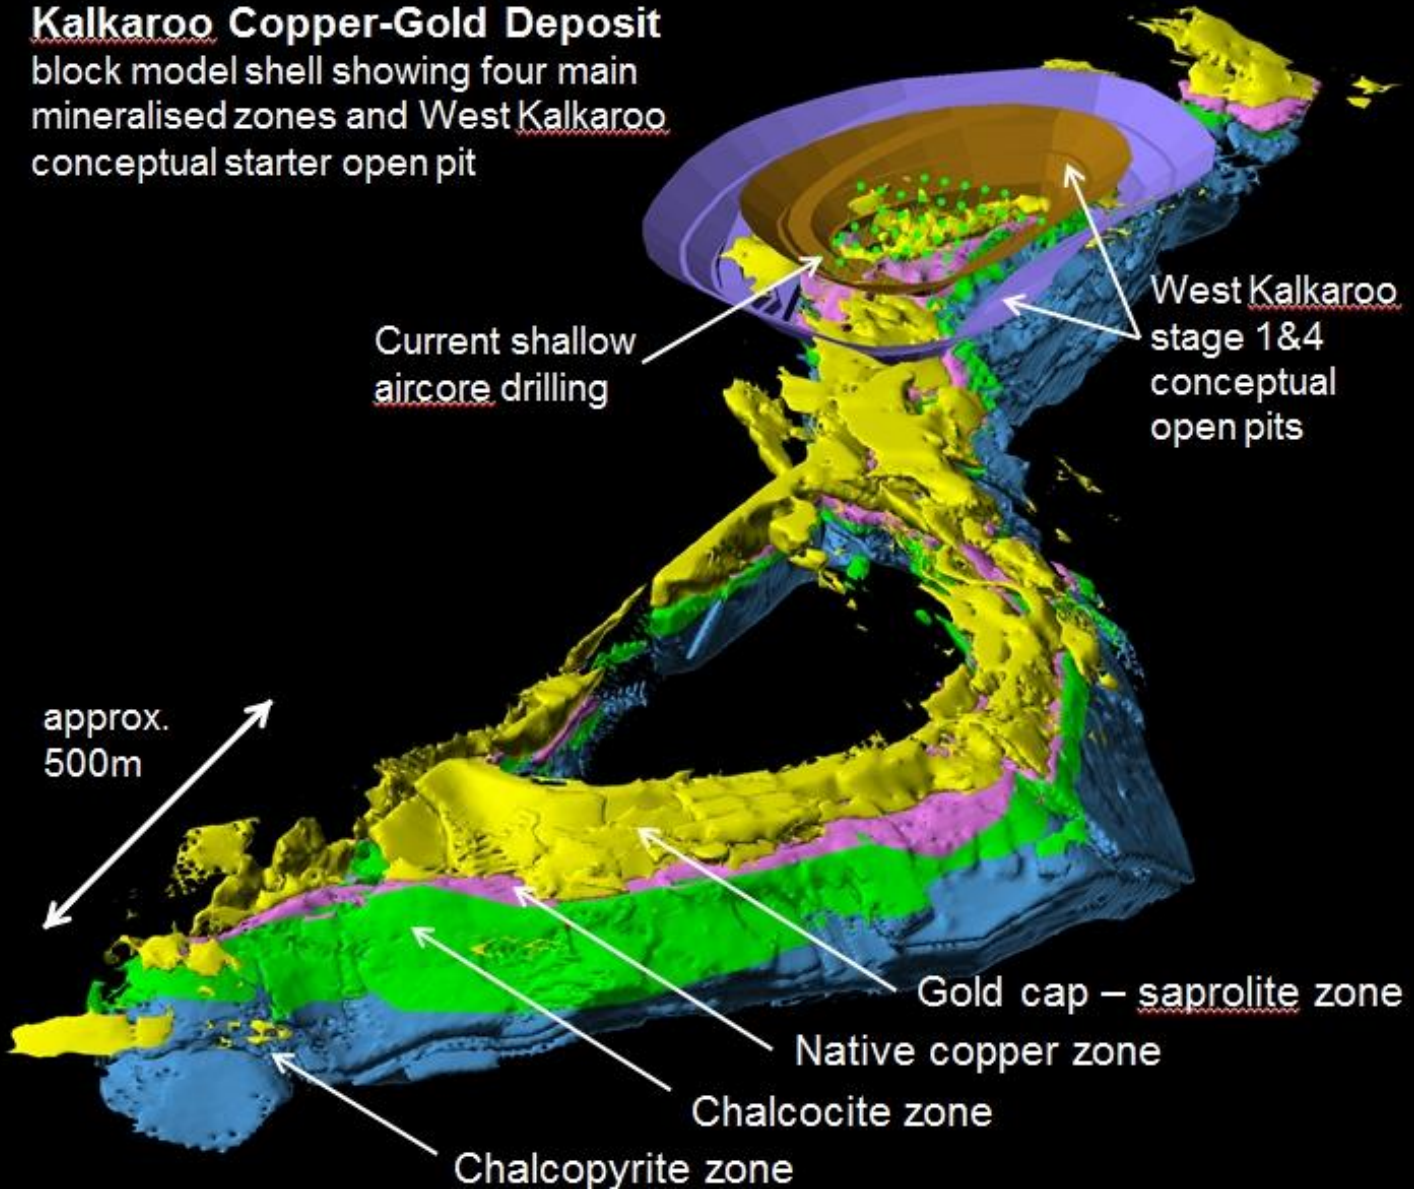 Kalkaroo Copper-Gold Deposit
block model shell showing four main
mineralised zones and West Kalkaroo
conceptual starter open pit
West Kalkaroo
stage 1&4
conceptual
open pits
Current shallow
aircore drilling
approx.
500m
Gold cap – saprolite zone
Native copper zone
Chalcocite zone
Chalcopyrite zone